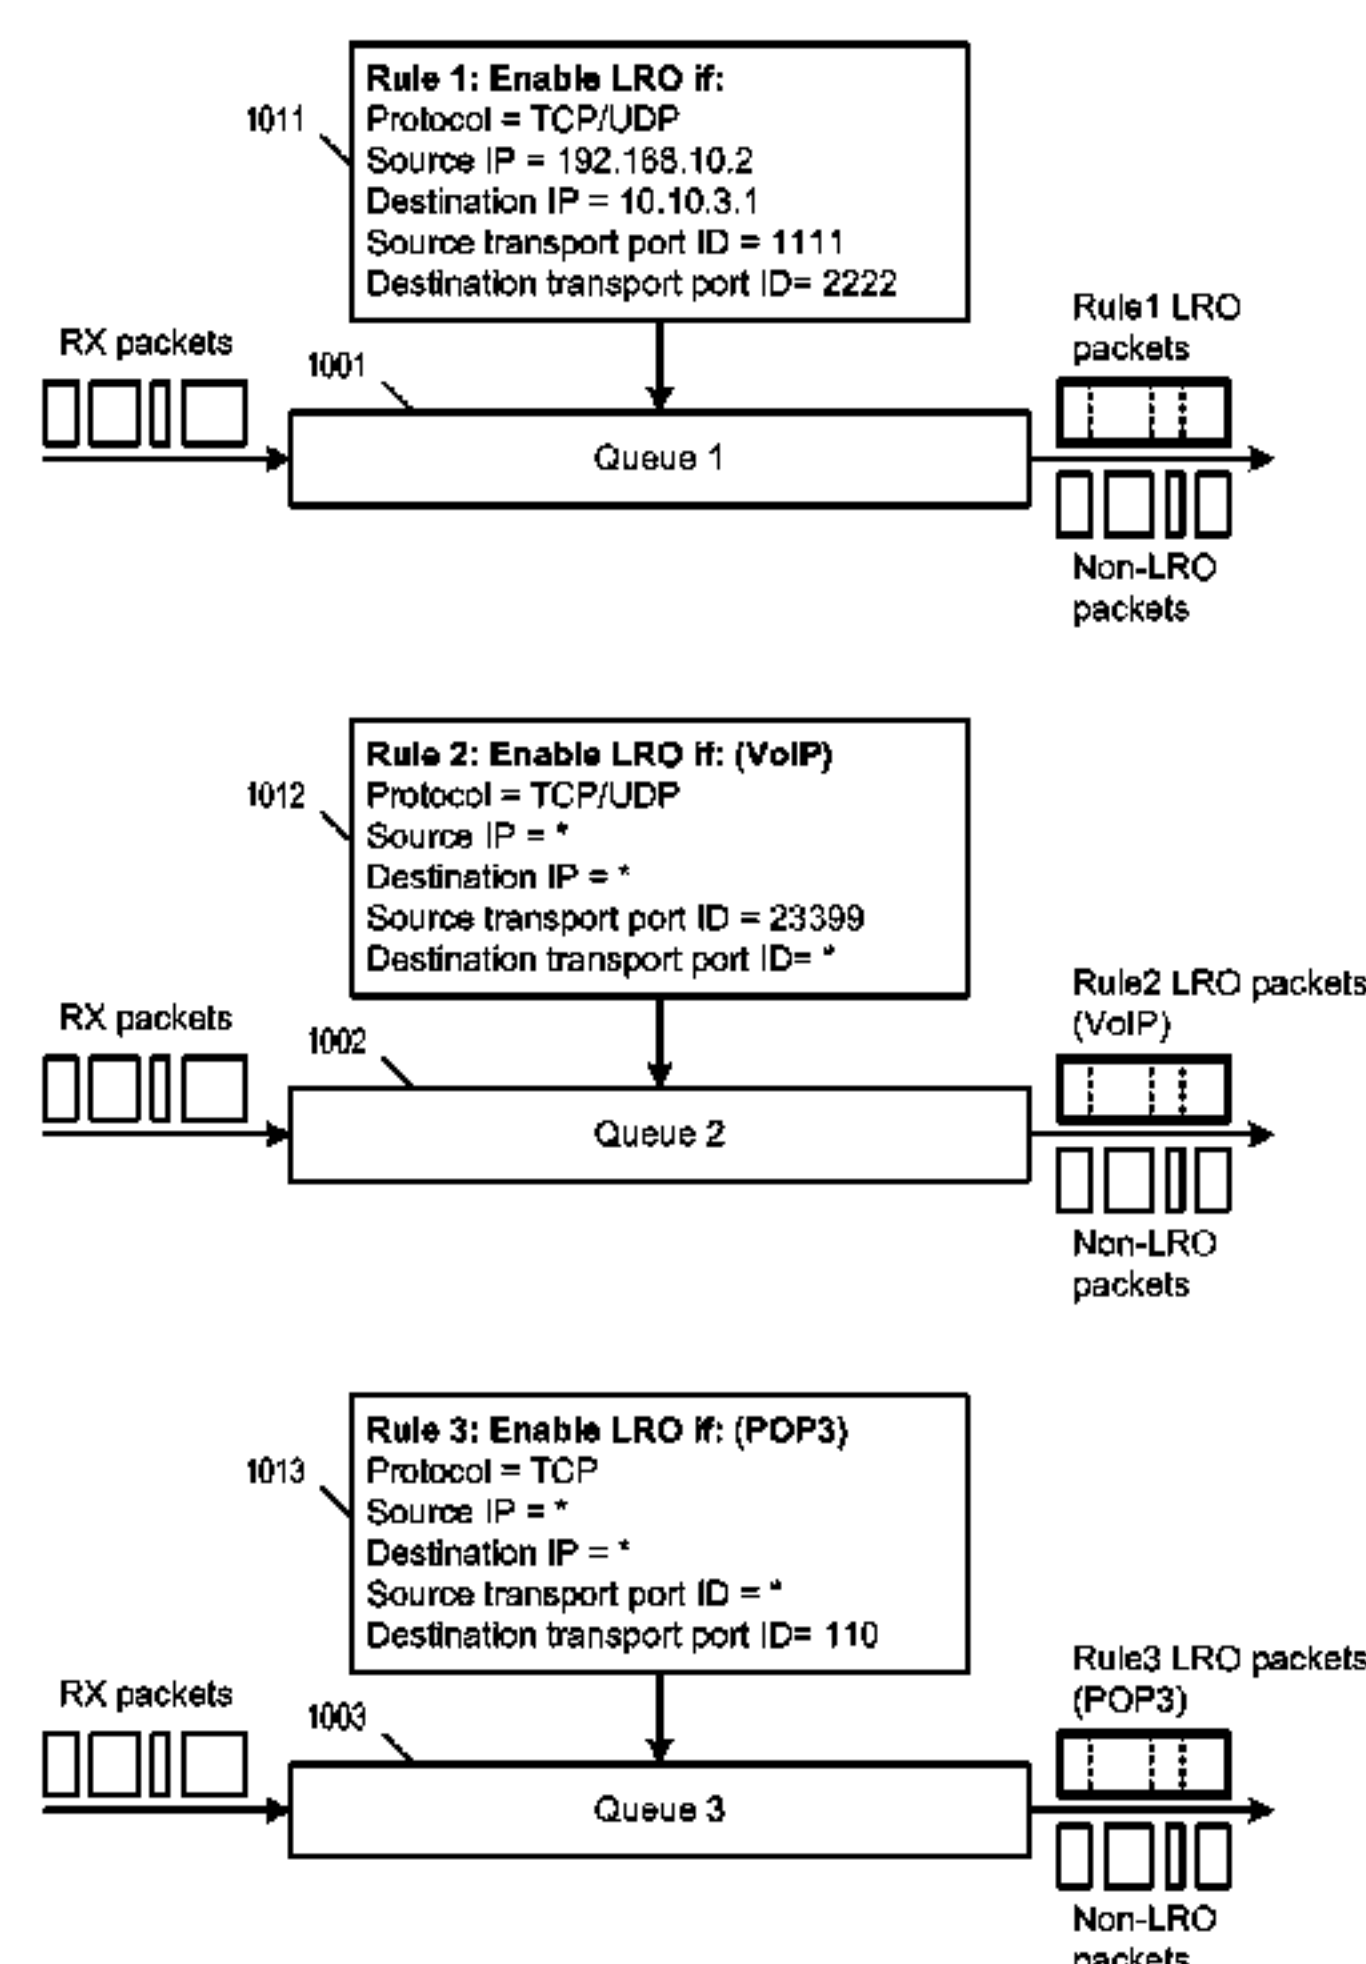 Rule 1: Enable LRO if:
Protocol = TCP/UDP
Source IP = 192.168.10.2
Destination IP = 10.10.3.1
Source transport port ID = 1111
Destination transport port ID= 2222
1011
RX packets
1001
Queue 1
Rule1 LRO
packets
Non-LRO
packets
Rule 2: Enable LRO if: (VoIP)
Protocol = TCP/UDP
Source IP = *
Destination IP = *
Source transport port ID = 23399
Destination transport port ID= *
1012
RX packets
1002
Queue 2
Rule2 LRO packets
(VoIP)
Non-LRO
packets
Rule 3: Enable LRO if: (POP3)
Protocol = TCP
Source IP = *
Destination IP = *
Source transport port ID = *
Destination transport port ID= 110
1013
RX packets
1003
Queue 3
Rule3 LRO packets
(POP3)
Non-LRO
packets